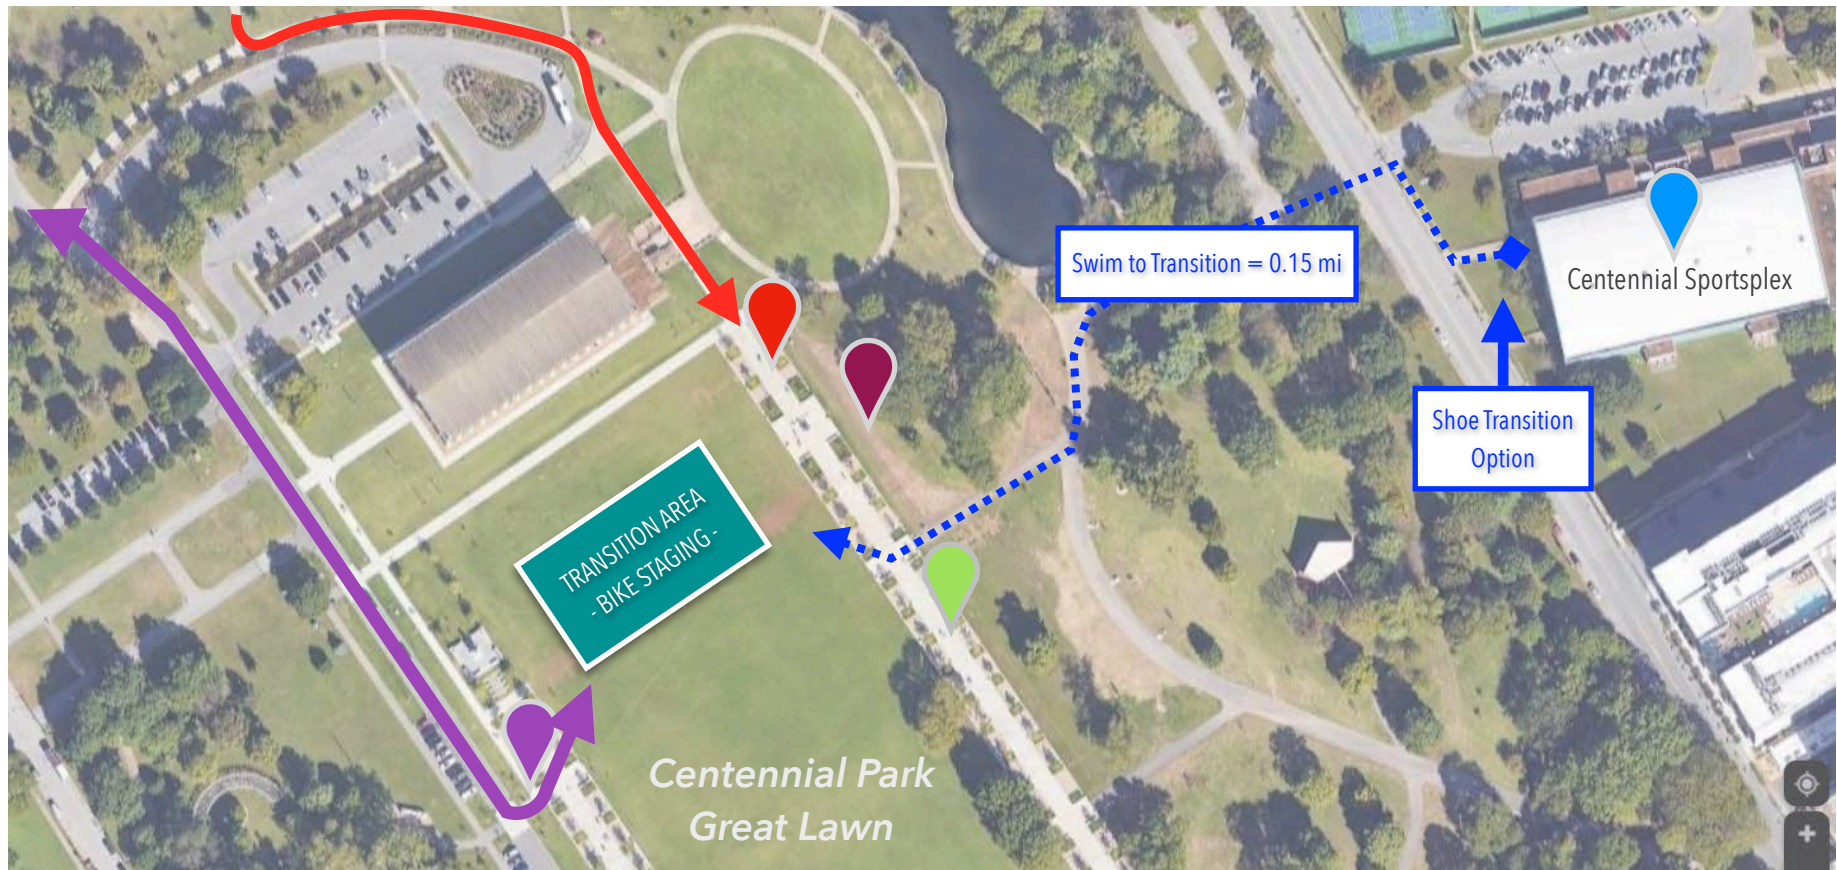 Swim to Transition = 0.15 mi
Centennial Sportsplex
Shoe Transition
Option
TRANSITION AREA
- BIKE STAGING -
Centennial Park
Great Lawn